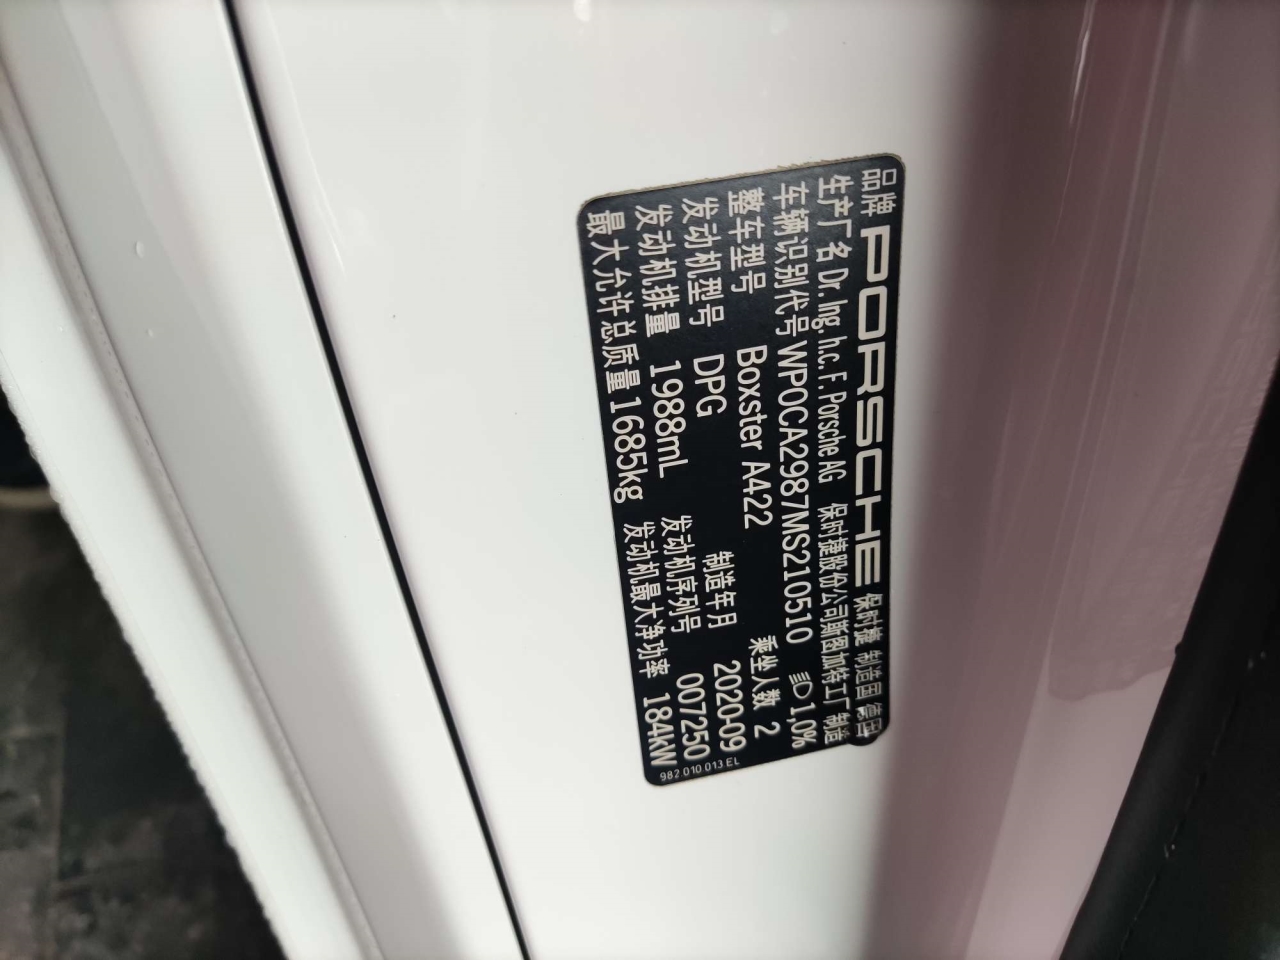 品牌 PORSCHE 保时捷 制造国 德国
生产厂名 Dr. Ing. h.c. F. Porsche AG 保时捷股份公司斯图加特工厂 制造
车辆识别代号 WP0CA2987MS210510 1,0%
整车型号 Boxster A422 乘坐人数 2
发动机型号 DPG 制造年月 2020-09
发动机排量 1988mL 发动机序列号 007250
最大允许总质量 1685kg 发动机最大净功率 184kW
982.010.013.EL